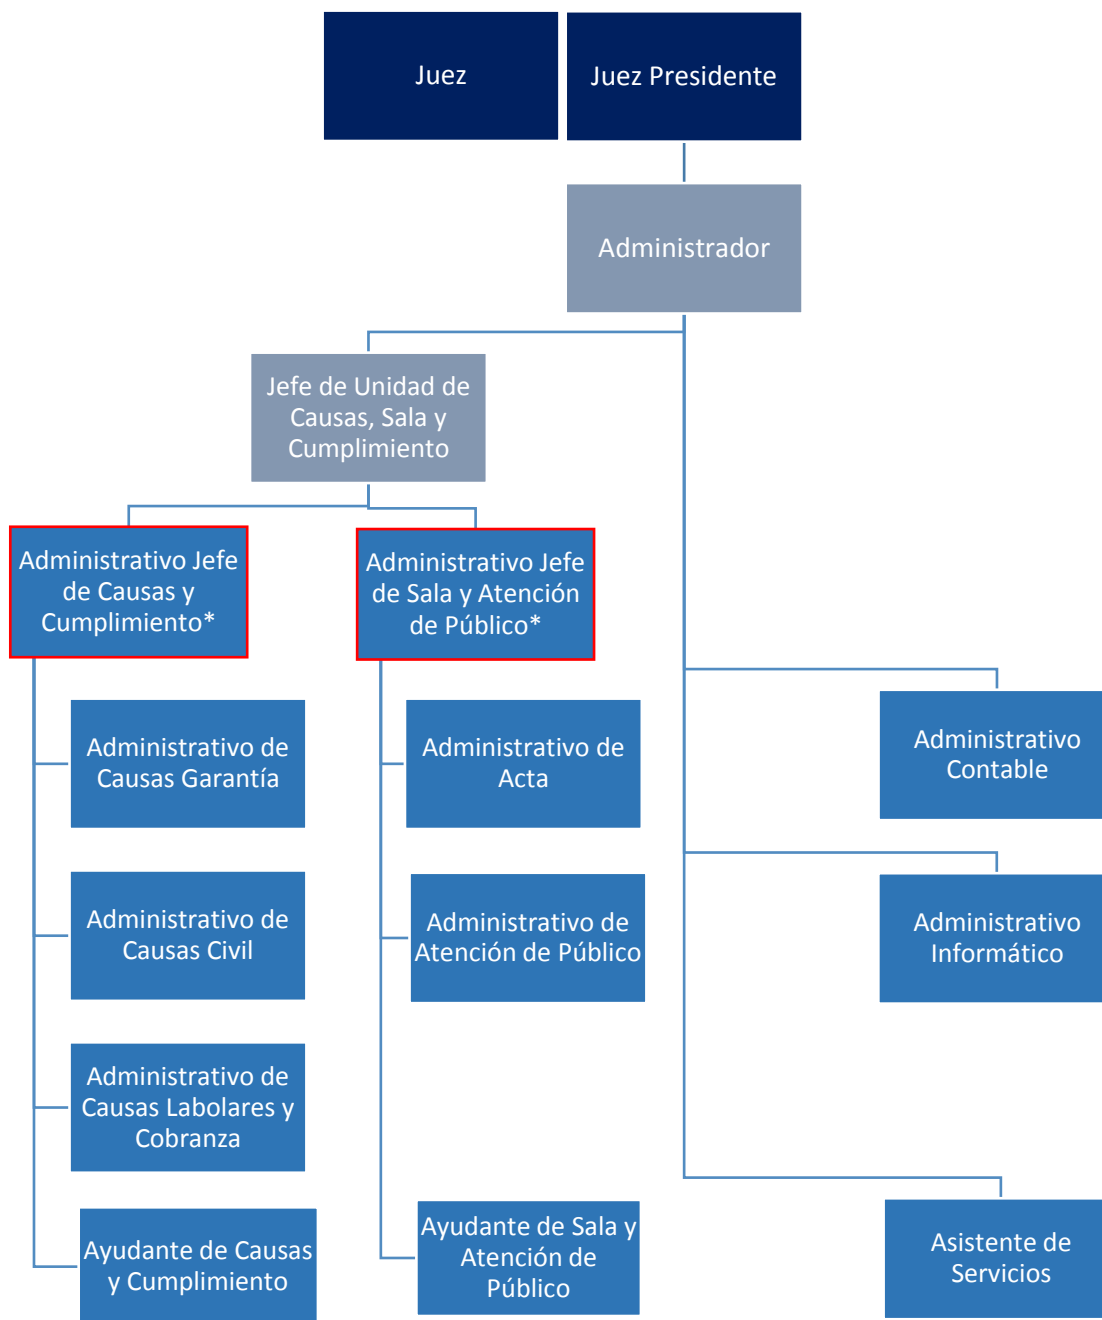 Juez
Juez Presidente
Administrador
Jefe de Unidad de
Causas, Sala y
Cumplimiento
Administrativo Jefe
de Causas y
Cumplimiento*
Administrativo Jefe
de Sala y Atención
de Público*
Administrativo de
Causas Garantía
Administrativo de
Acta
Administrativo
Contable
Administrativo de
Causas Civil
Administrativo de
Atención de Público
Administrativo
Informático
Administrativo de
Causas Labolares y
Cobranza
Ayudante de Causas
y Cumplimiento
Ayudante de Sala y
Atención de
Público
Asistente de
Servicios